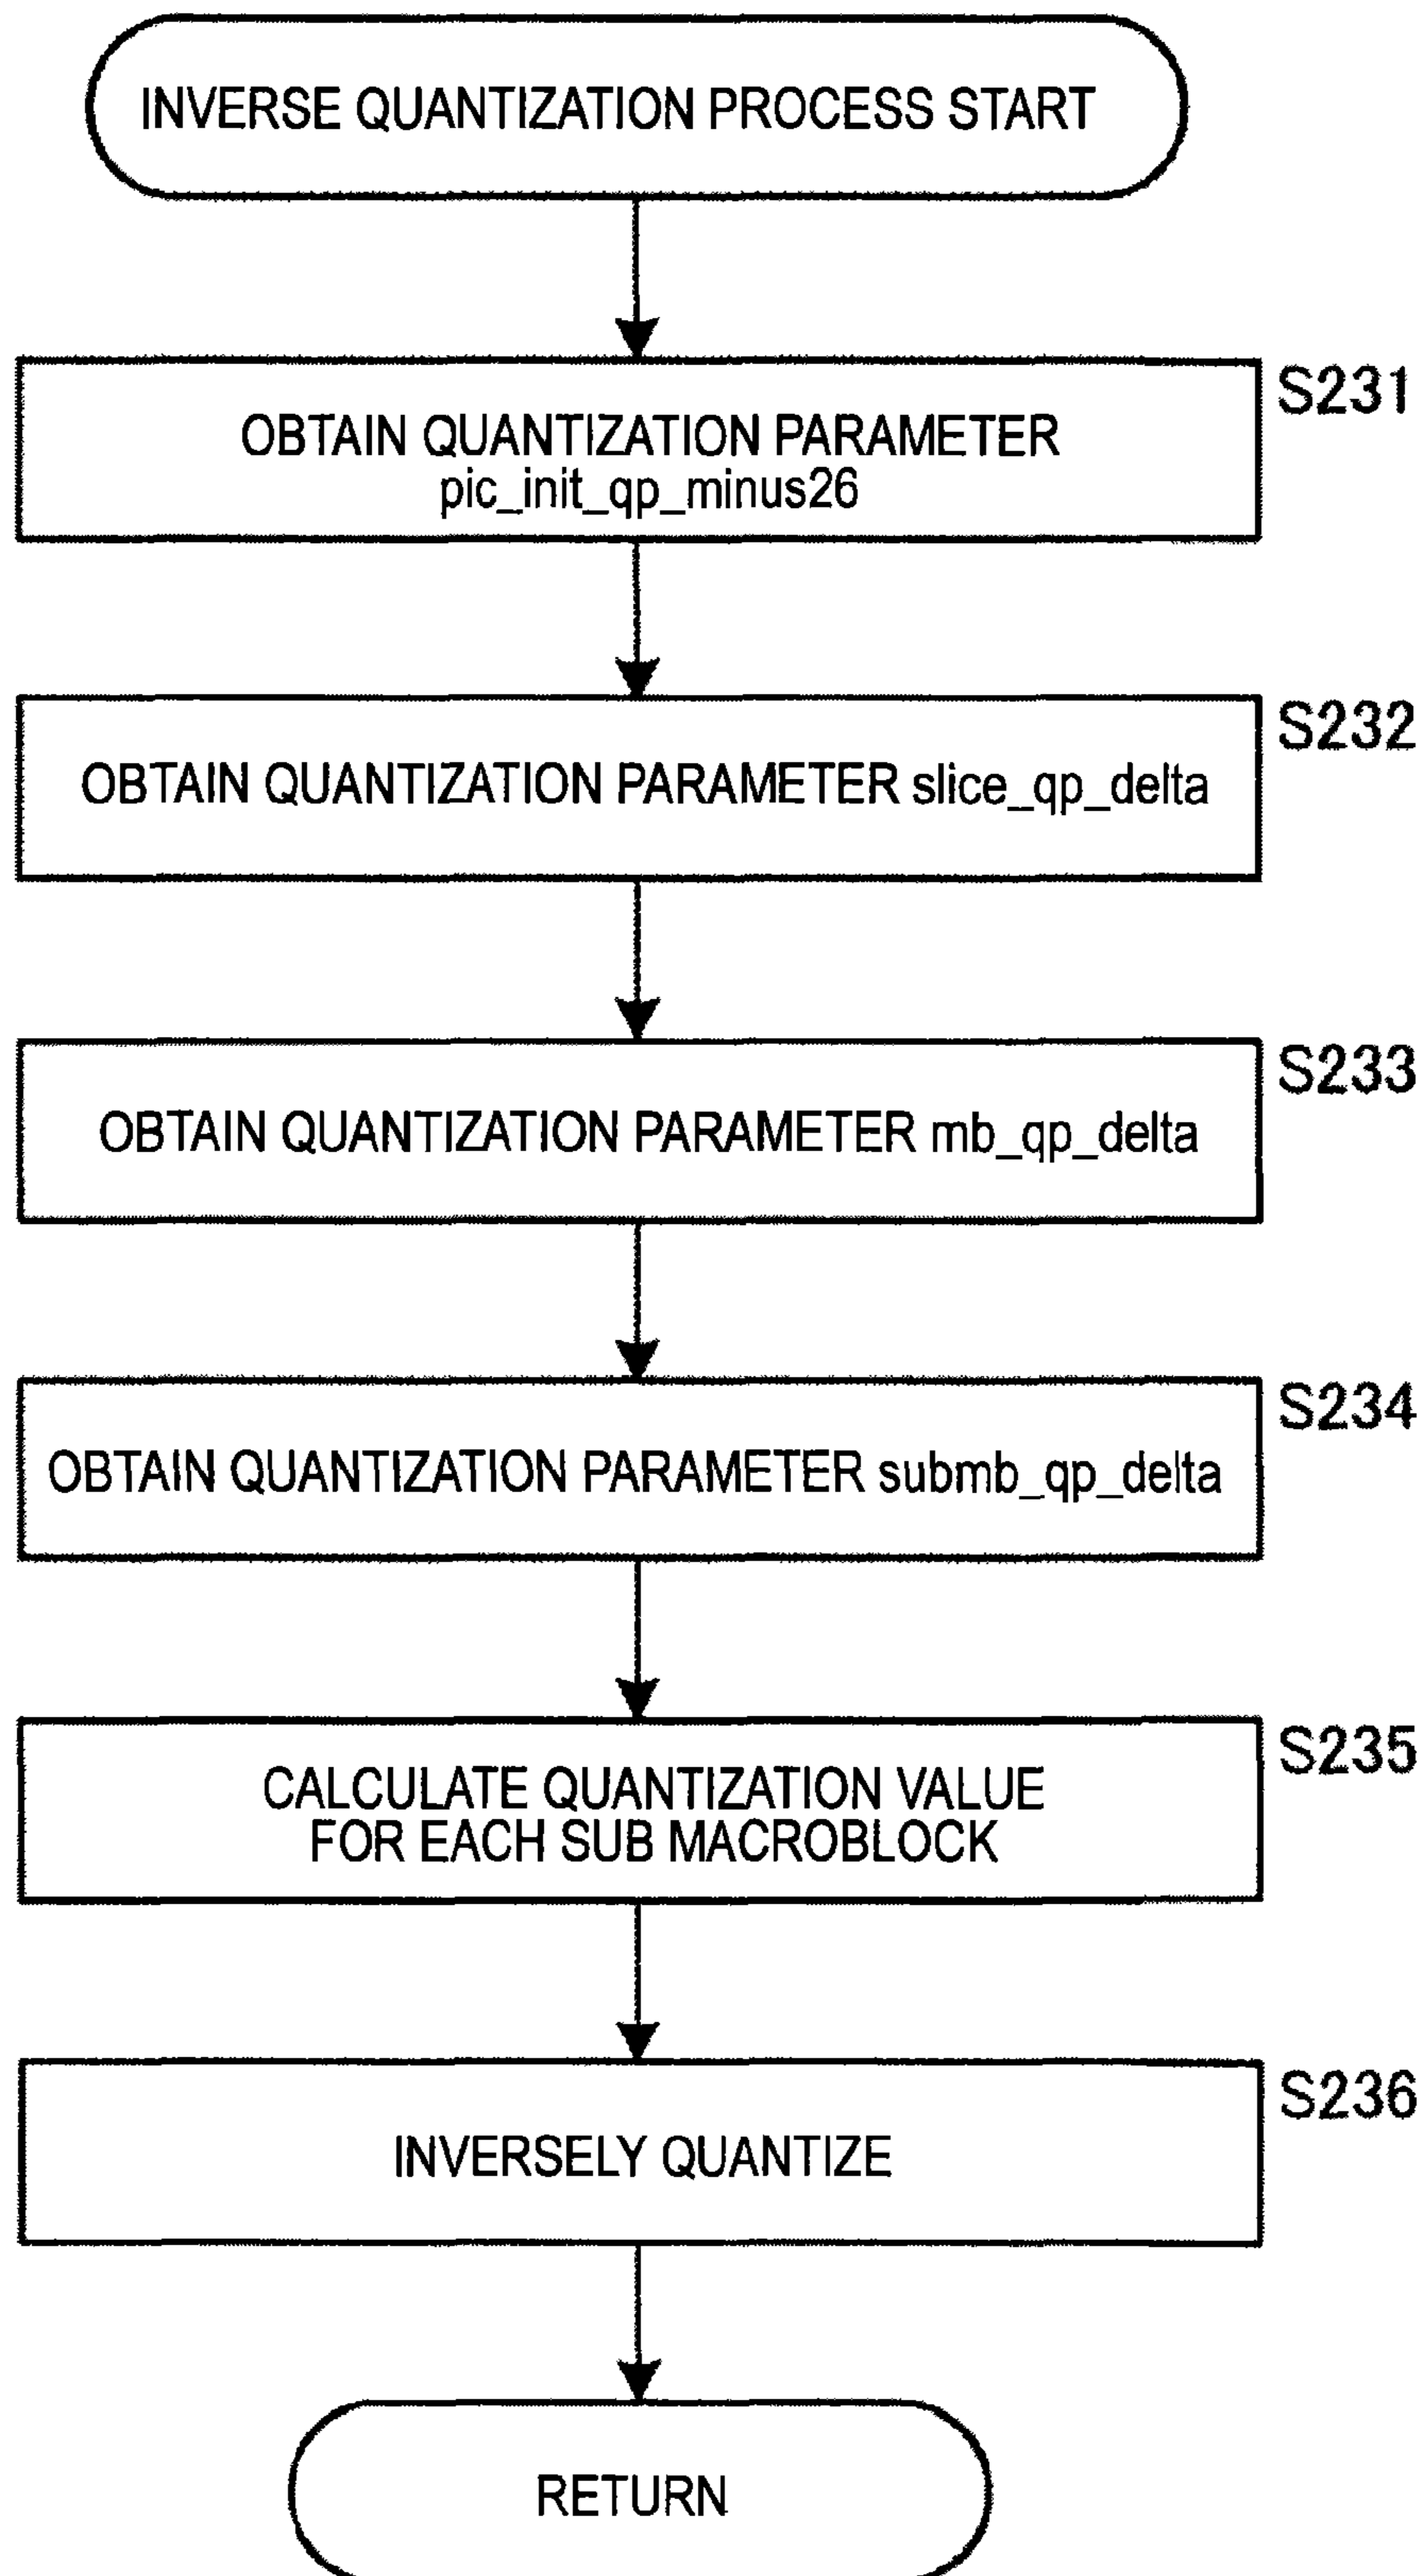 INVERSE QUANTIZATION PROCESS START
S231
OBTAIN QUANTIZATION PARAMETER
pic_init_qp_minus26
S232
OBTAIN QUANTIZATION PARAMETER slice_qp_delta
S233
OBTAIN QUANTIZATION PARAMETER mb_qp_delta
S234
OBTAIN QUANTIZATION PARAMETER submb_qp_delta
S235
CALCULATE QUANTIZATION VALUE
FOR EACH SUB MACROBLOCK
S236
INVERSELY QUANTIZE
RETURN